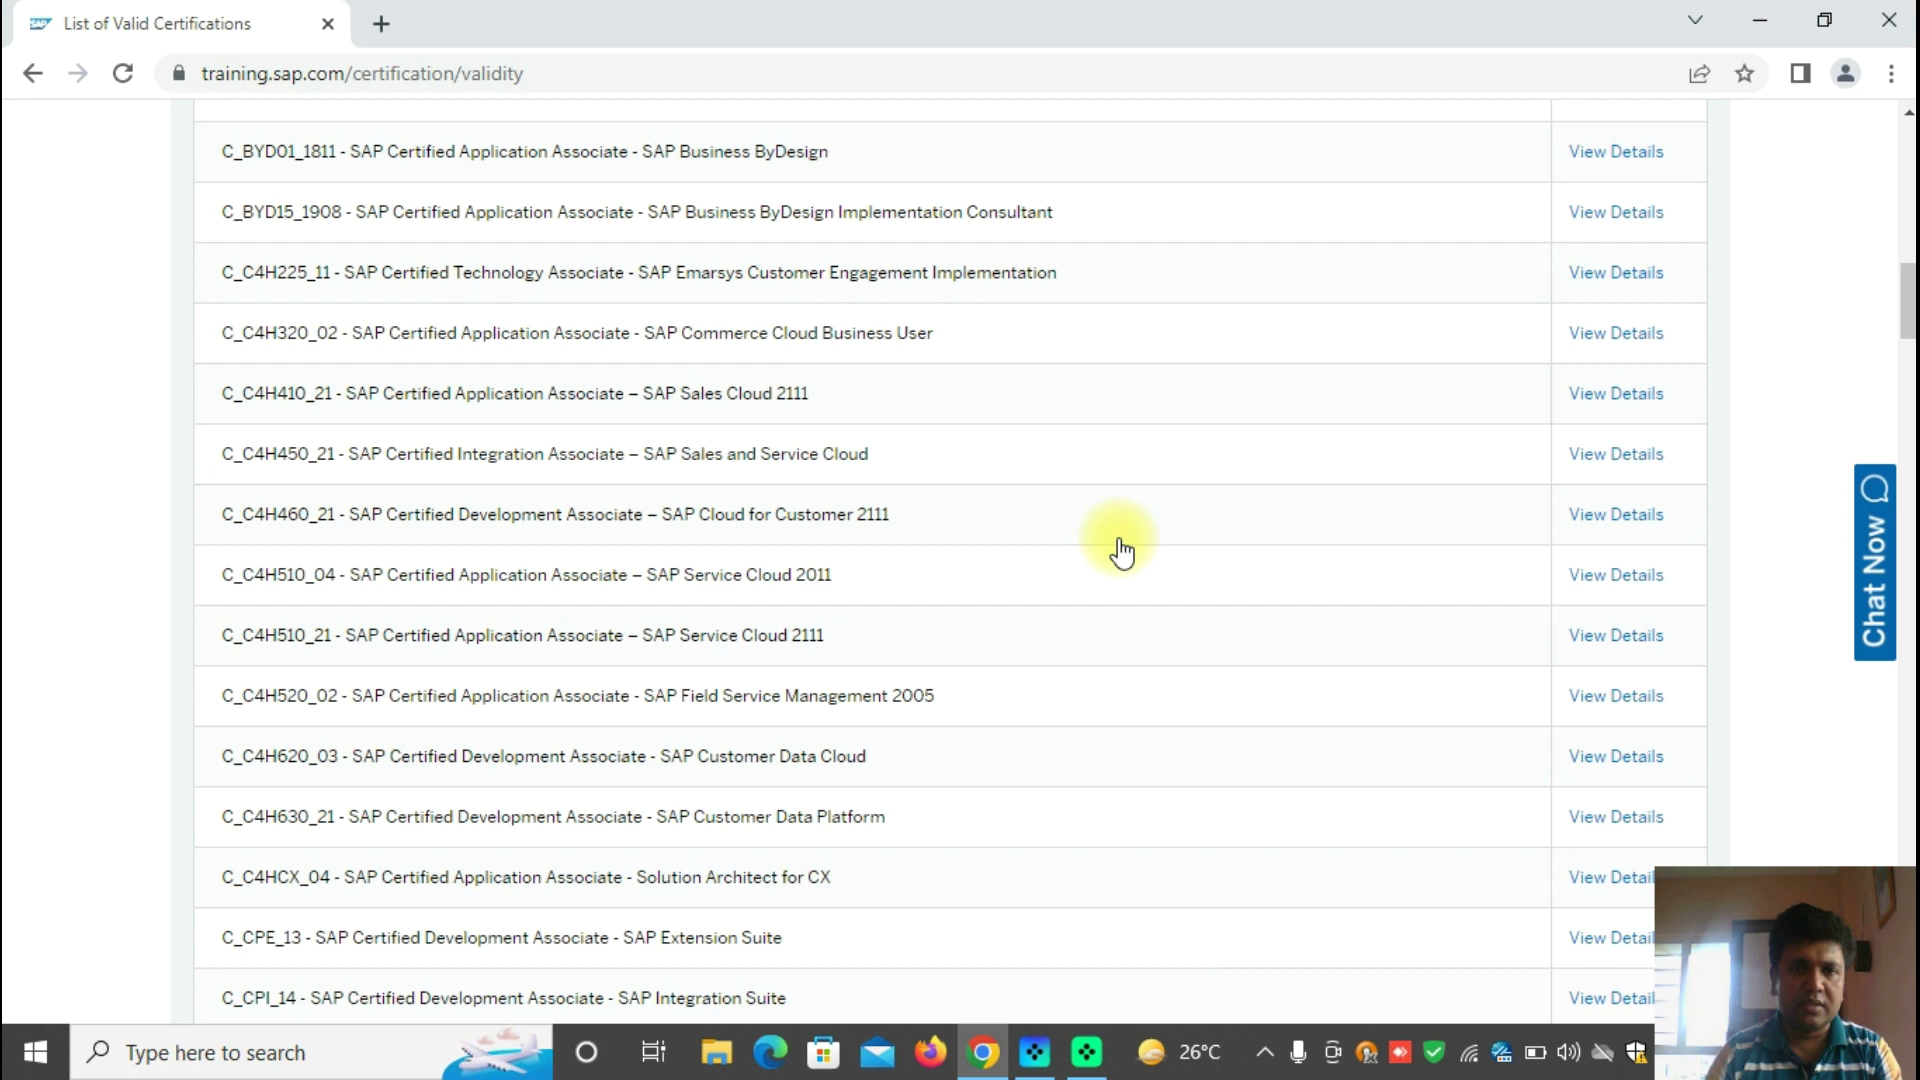 List of Valid Certifications
training.sap.com/certification/validity
C_BYD01_1811 - SAP Certified Application Associate - SAP Business ByDesign View Details
C_BYD15_1908 - SAP Certified Application Associate - SAP Business ByDesign Implementation Consultant View Details
C_C4H225_11 - SAP Certified Technology Associate - SAP Emarsys Customer Engagement Implementation View Details
C_C4H320_02 - SAP Certified Application Associate - SAP Commerce Cloud Business User View Details
C_C4H410_21 - SAP Certified Application Associate – SAP Sales Cloud 2111 View Details
C_C4H450_21 - SAP Certified Integration Associate – SAP Sales and Service Cloud View Details
C_C4H460_21 - SAP Certified Development Associate – SAP Cloud for Customer 2111 View Details
C_C4H510_04 - SAP Certified Application Associate – SAP Service Cloud 2011 View Details
C_C4H510_21 - SAP Certified Application Associate – SAP Service Cloud 2111 View Details
C_C4H520_02 - SAP Certified Application Associate - SAP Field Service Management 2005 View Details
C_C4H620_03 - SAP Certified Development Associate - SAP Customer Data Cloud View Details
C_C4H630_21 - SAP Certified Development Associate - SAP Customer Data Platform View Details
C_C4HCX_04 - SAP Certified Application Associate - Solution Architect for CX View Detail
C_CPE_13 - SAP Certified Development Associate - SAP Extension Suite View Detail
C_CPI_14 - SAP Certified Development Associate - SAP Integration Suite View Detail
Chat Now
Type here to search
26°C